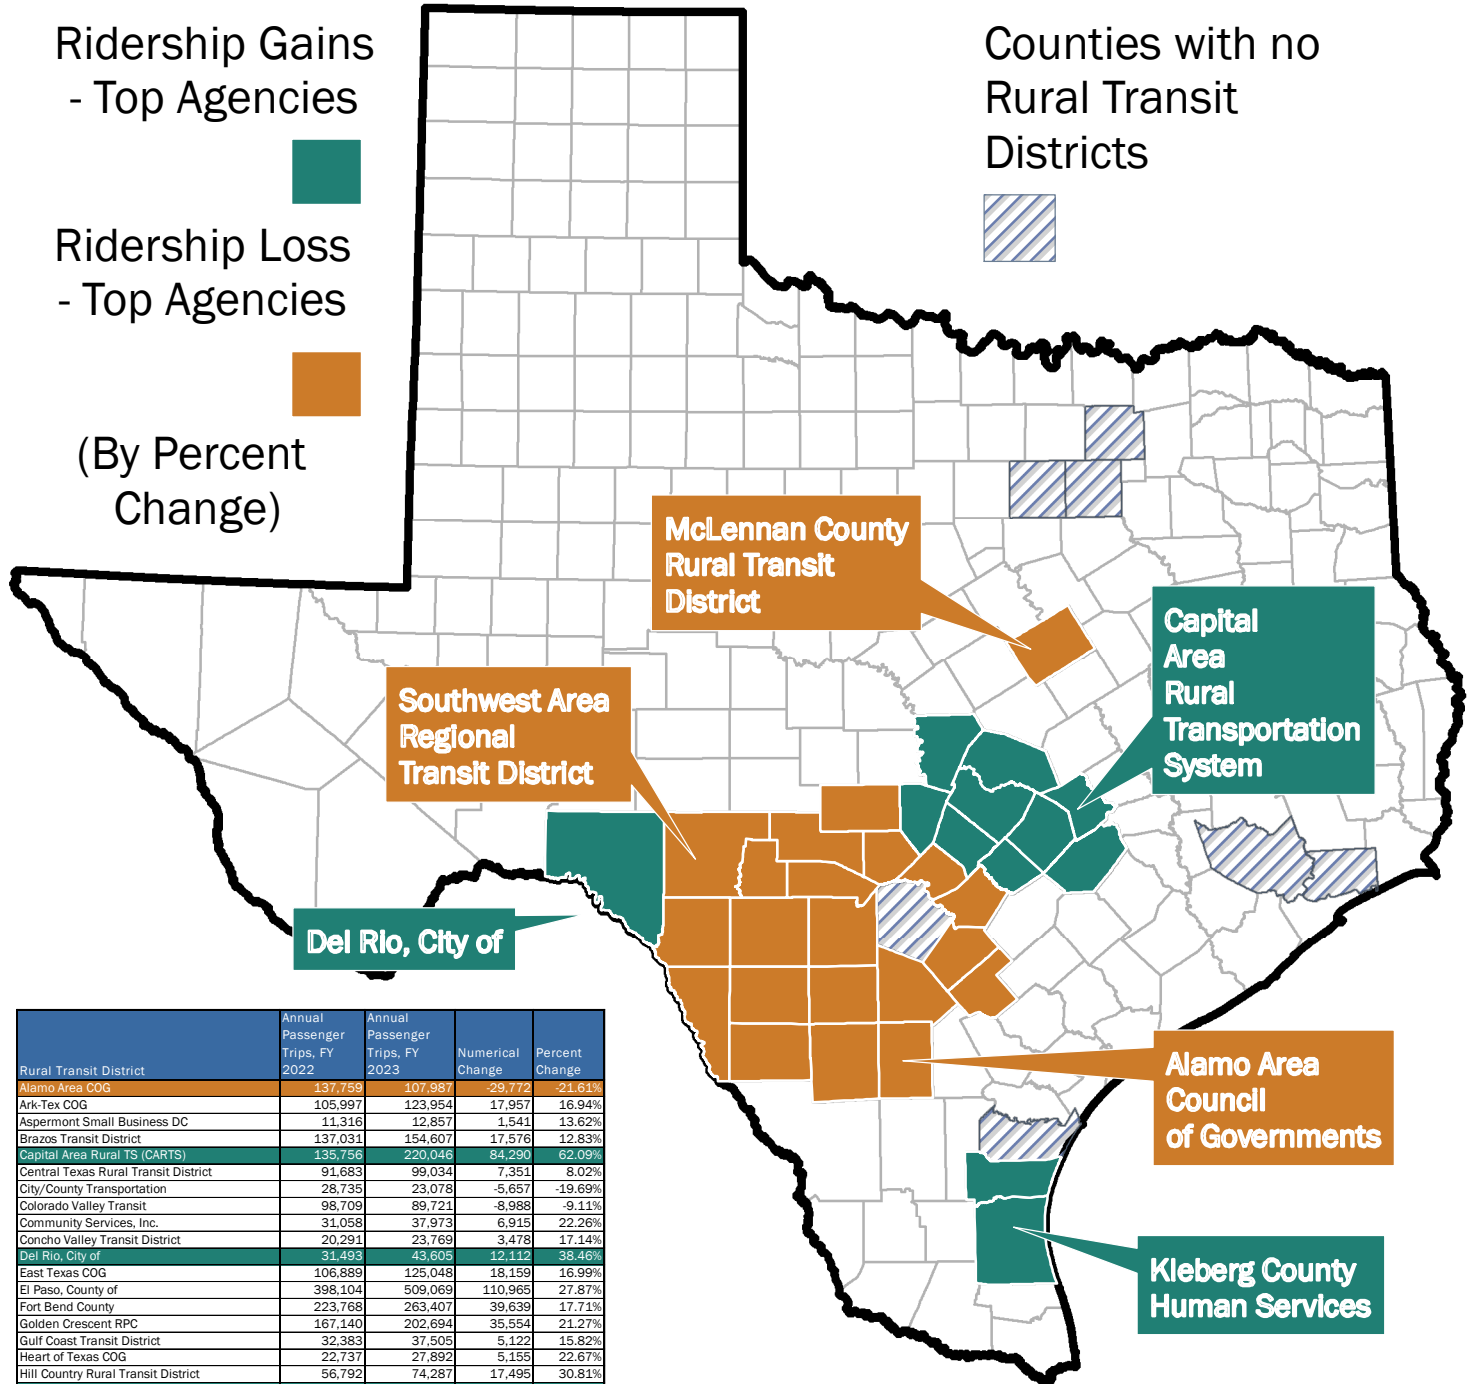 Ridership Gains
- Top Agencies
Ridership Loss
- Top Agencies
(By Percent
Change)
Counties with no
Rural Transit
Districts
McLennan County
Rural Transit
District
Capital
Area
Rural
Transportation
System
Southwest Area
Regional
Transit District
Del Rio, City of
Alamo Area
Council
of Governments
Kleberg County
Human Services
Rural Transit District Annual Passenger Trips, FY 2022 Annual Passenger Trips, FY 2023 Numerical Change Percent Change
Alamo Area COG 137,759 107,987 -29,772 -21.61%
Ark-Tex COG 105,997 123,954 17,957 16.94%
Aspermont Small Business DC 11,316 12,857 1,541 13.62%
Brazos Transit District 137,031 154,607 17,576 12.83%
Capital Area Rural TS (CARTS) 135,756 220,046 84,290 62.09%
Central Texas Rural Transit District 91,683 99,034 7,351 8.02%
City/County Transportation 28,735 23,078 -5,657 -19.69%
Colorado Valley Transit 98,709 89,721 -8,988 -9.11%
Community Services, Inc. 31,058 37,973 6,915 22.26%
Concho Valley Transit District 20,291 23,769 3,478 17.14%
Del Rio, City of 31,493 43,605 12,112 38.46%
East Texas COG 106,889 125,048 18,159 16.99%
El Paso, County of 398,104 509,069 110,965 27.87%
Fort Bend County 223,768 263,407 39,639 17.71%
Golden Crescent RPC 167,140 202,694 35,554 21.27%
Gulf Coast Transit District 32,383 37,505 5,122 15.82%
Heart of Texas COG 22,737 27,892 5,155 22.67%
Hill Country Rural Transit District 56,792 74,287 17,495 30.81%